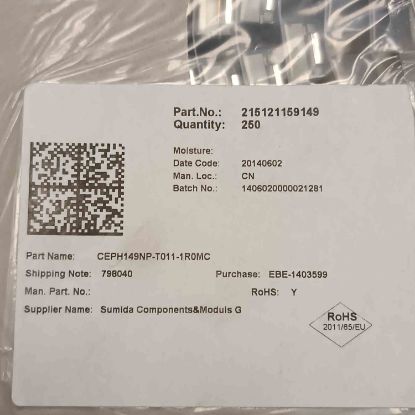 Part.No.: 215121159149
Quantity: 250
Moisture:
Date Code: 20140602
Man. Loc.: CN
Batch No.: 1406020000021281
Part Name: CEPH149NP-T011-1R0MC
Shipping Note: 798040 Purchase: EBE-1403599
Man. Part. No.: RoHS: Y
Supplier Name: Sumida Components&Moduls G
RoHS
2011/65/EU